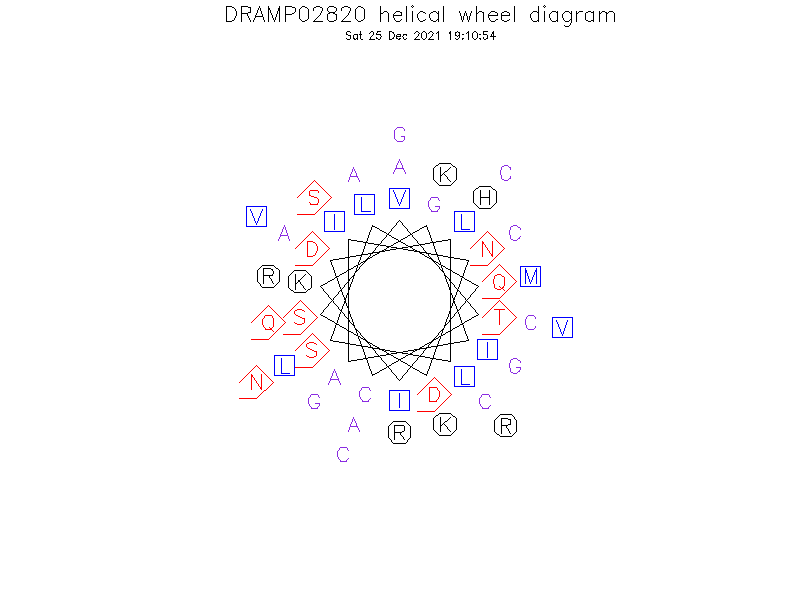 DRAMP02820 helical wheel diagram
Sat 25 Dec 2021 19:10:54
G
A A K C
S I L V G L H
V A D N C
R K Q M
Q S T C V
N L S I G
G A C I D L C
A R K R
C